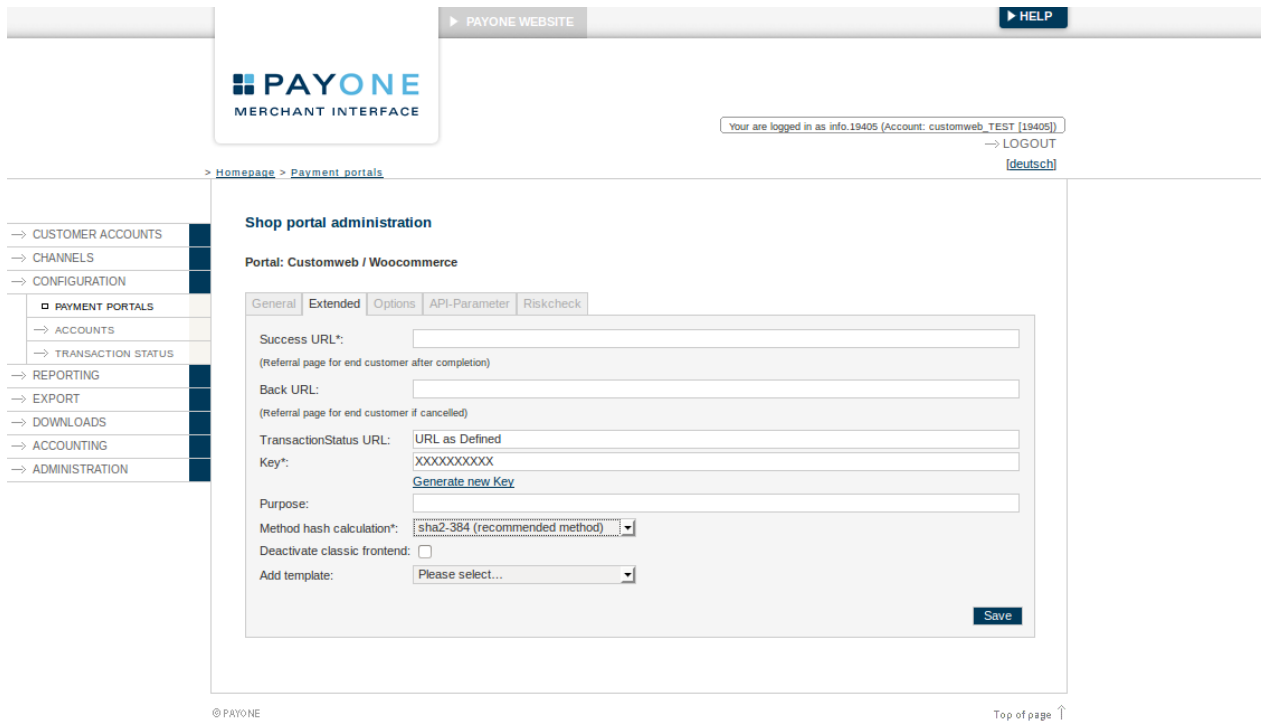 PAYONE WEBSITE
HELP
PAYONE
MERCHANT INTERFACE
Your are logged in as info.19405 (Account: customweb_TEST [19405])
LOGOUT
[deutsch]
> Homepage > Payment portals
CUSTOMER ACCOUNTS
CHANNELS
CONFIGURATION
PAYMENT PORTALS
ACCOUNTS
TRANSACTION STATUS
REPORTING
EXPORT
DOWNLOADS
ACCOUNTING
ADMINISTRATION
Shop portal administration
Portal: Customweb / Woocommerce
General Extended Options API-Parameter Riskcheck
Success URL*:
(Referral page for end customer after completion)
Back URL:
(Referral page for end customer if cancelled)
TransactionStatus URL: URL as Defined
Key*: XXXXXXXXXX
Generate new Key
Purpose:
Method hash calculation*: sha2-384 (recommended method)
Deactivate classic frontend:
Add template: Please select...
Save
© PAYONE
Top of page